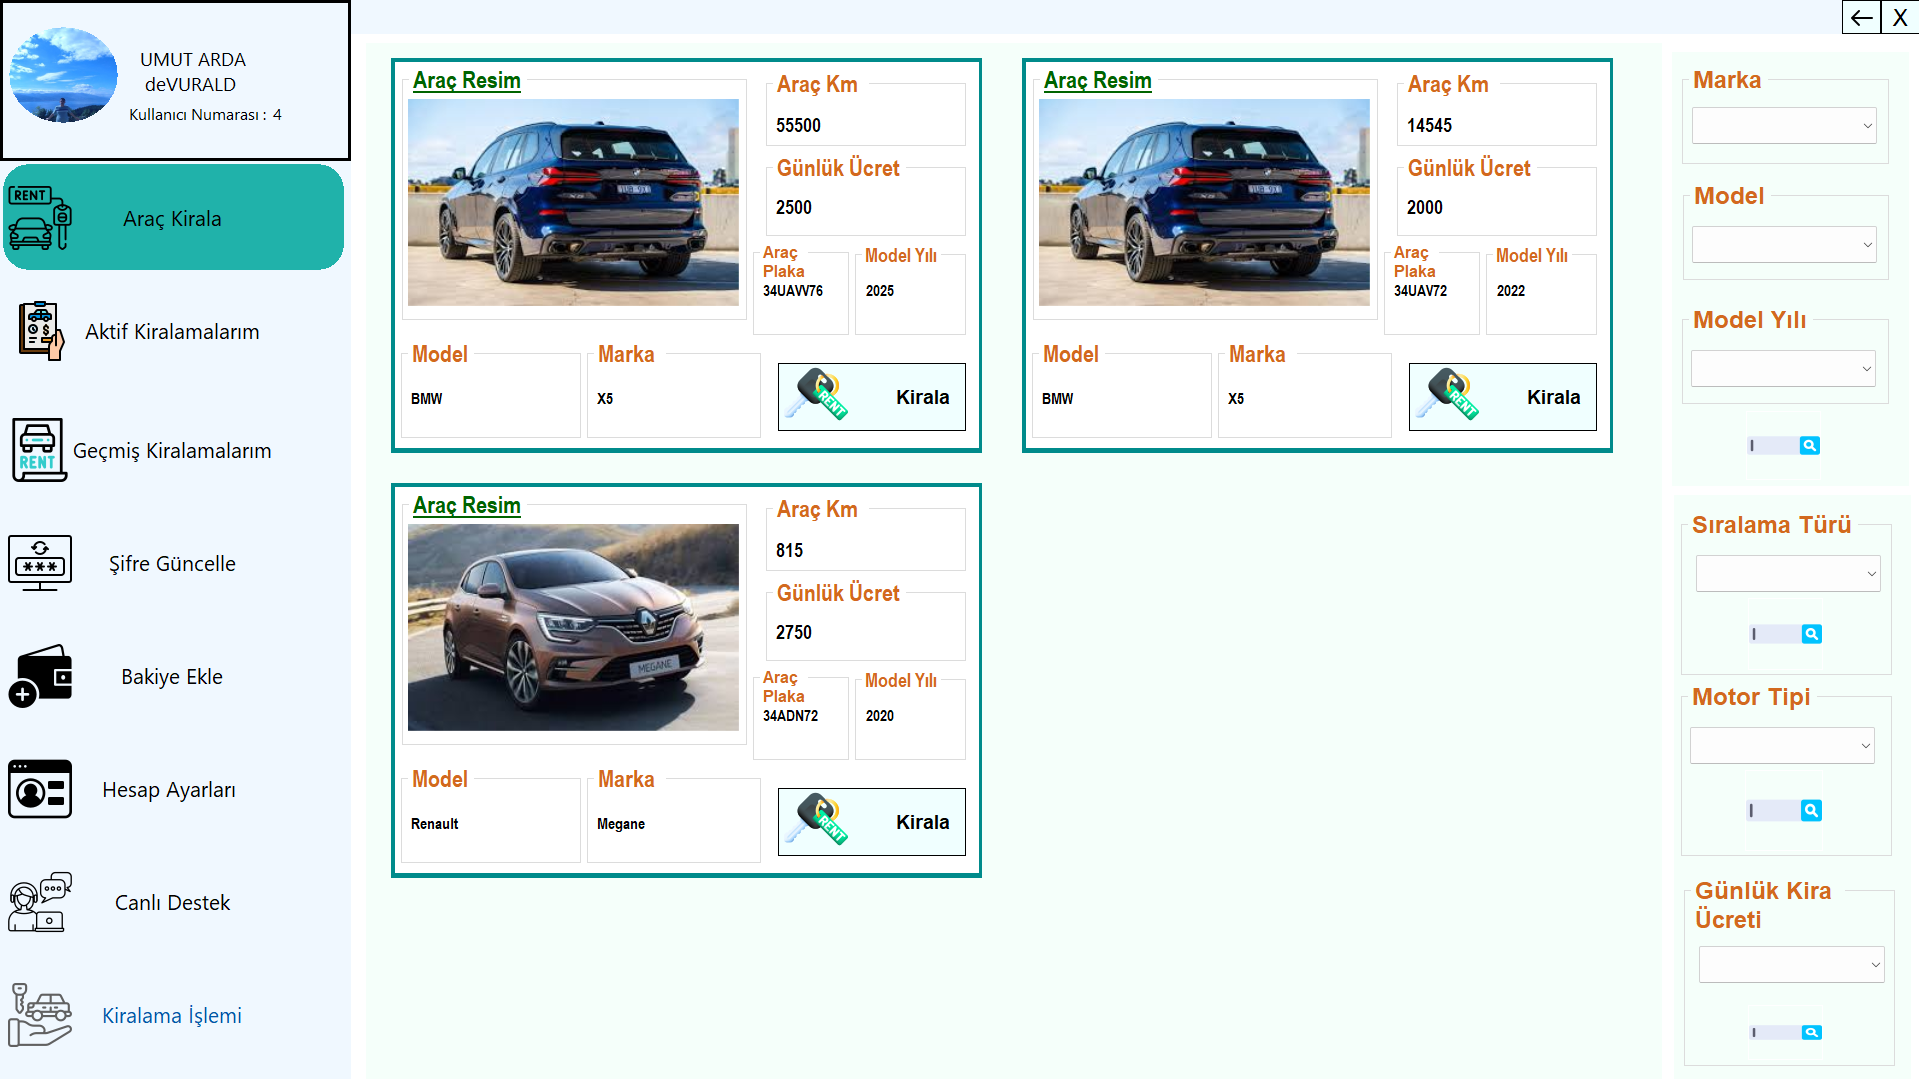 UMUT ARDA
deVURALD
Kullanıcı Numarası : 4
RENT
Araç Kirala
Aktif Kiralamalarım
RENT
Geçmiş Kiralamalarım
Şifre Güncelle
Bakiye Ekle
Hesap Ayarları
Canlı Destek
Kiralama İşlemi
X
Araç Resim
Araç Km
55500
Günlük Ücret
2500
Araç
Plaka
34UAVV76
Model Yılı
2025
Model
BMW
Marka
X5
RENT
Kirala
Araç Resim
Araç Km
14545
Günlük Ücret
2000
Araç
Plaka
34UAV72
Model Yılı
2022
Model
BMW
Marka
X5
RENT
Kirala
Araç Resim
MEGANE
Araç Km
815
Günlük Ücret
2750
Araç
Plaka
34ADN72
Model Yılı
2020
Model
Renault
Marka
Megane
RENT
Kirala
Marka
Model
Model Yılı
Sıralama Türü
Motor Tipi
Günlük Kira
Ücreti